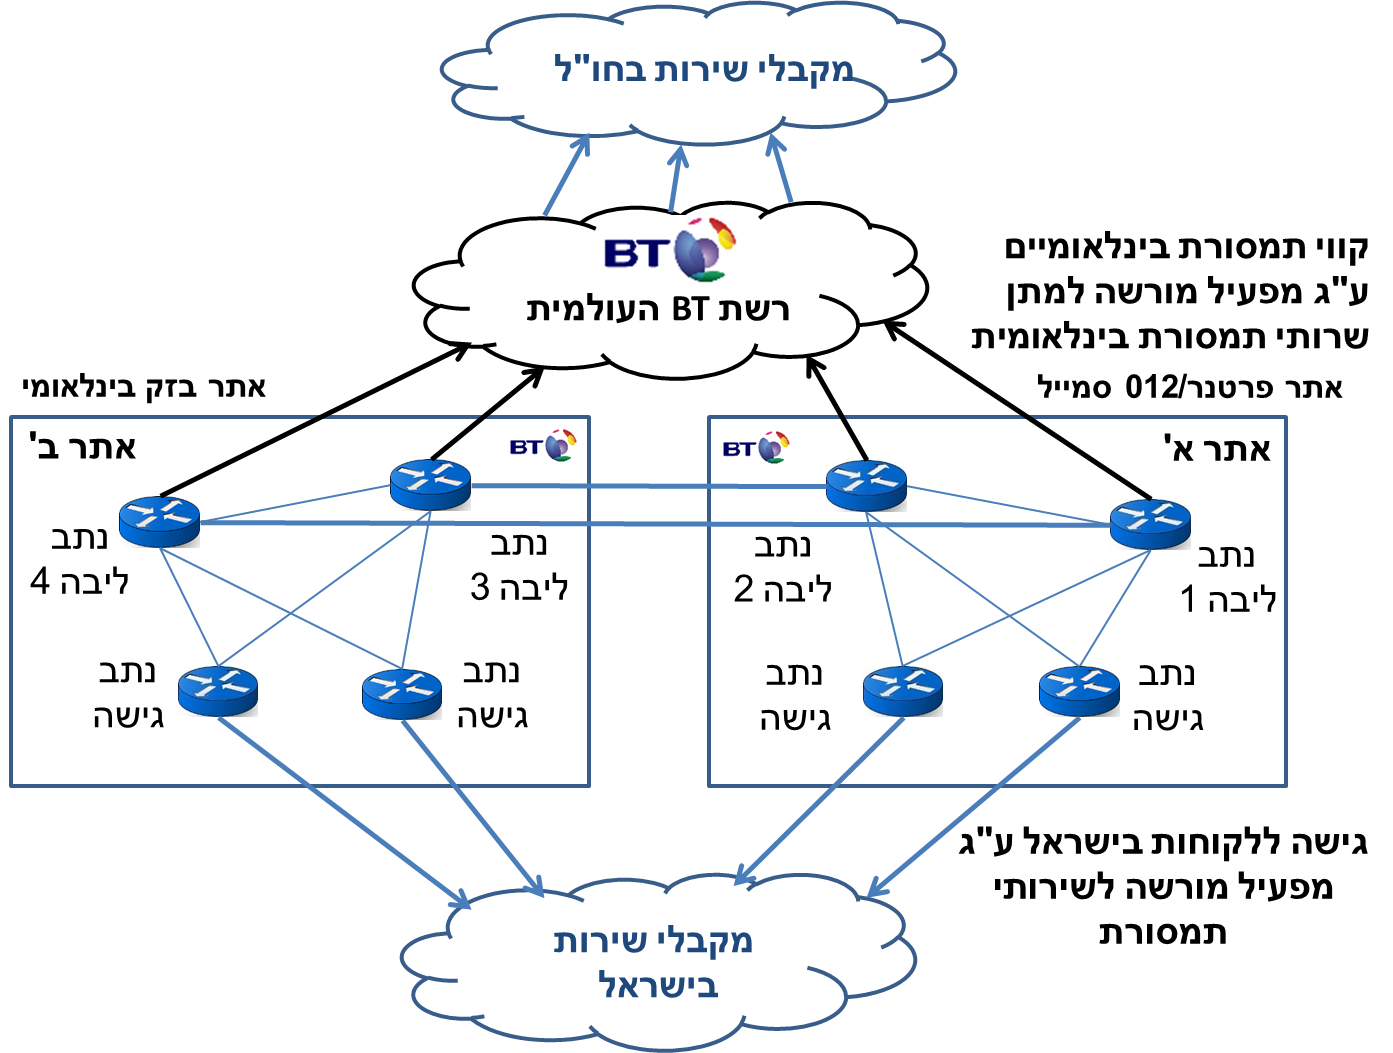 מקבלי שירות בחו"ל
BT
רשת BT העולמית
קווי תמסורת בינלאומיים
ע"ג מפעיל מורשה למתן
שרותי תמסורת בינלאומית
אתר פרטנר/012 סמייל
אתר בזק בינלאומי
אתר א'
BT
נתב
ליבה 1
נתב
ליבה 2
נתב
גישה
נתב
גישה
אתר ב'
BT
נתב
ליבה 3
נתב
ליבה 4
נתב
גישה
נתב
גישה
גישה ללקוחות בישראל ע"ג
מפעיל מורשה לשירותי
תמסורת
מקבלי שירות
בישראל